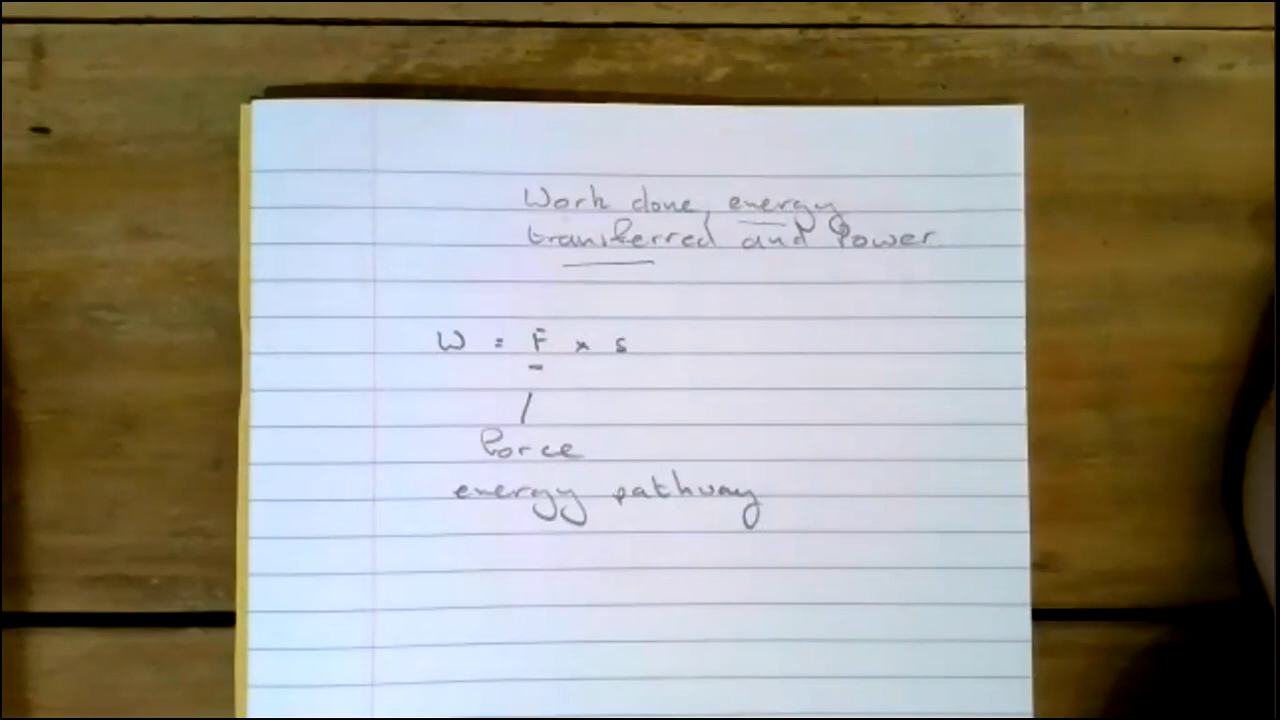 Work done, energy
transferred and Power
W = F × s
Force
energy pathway